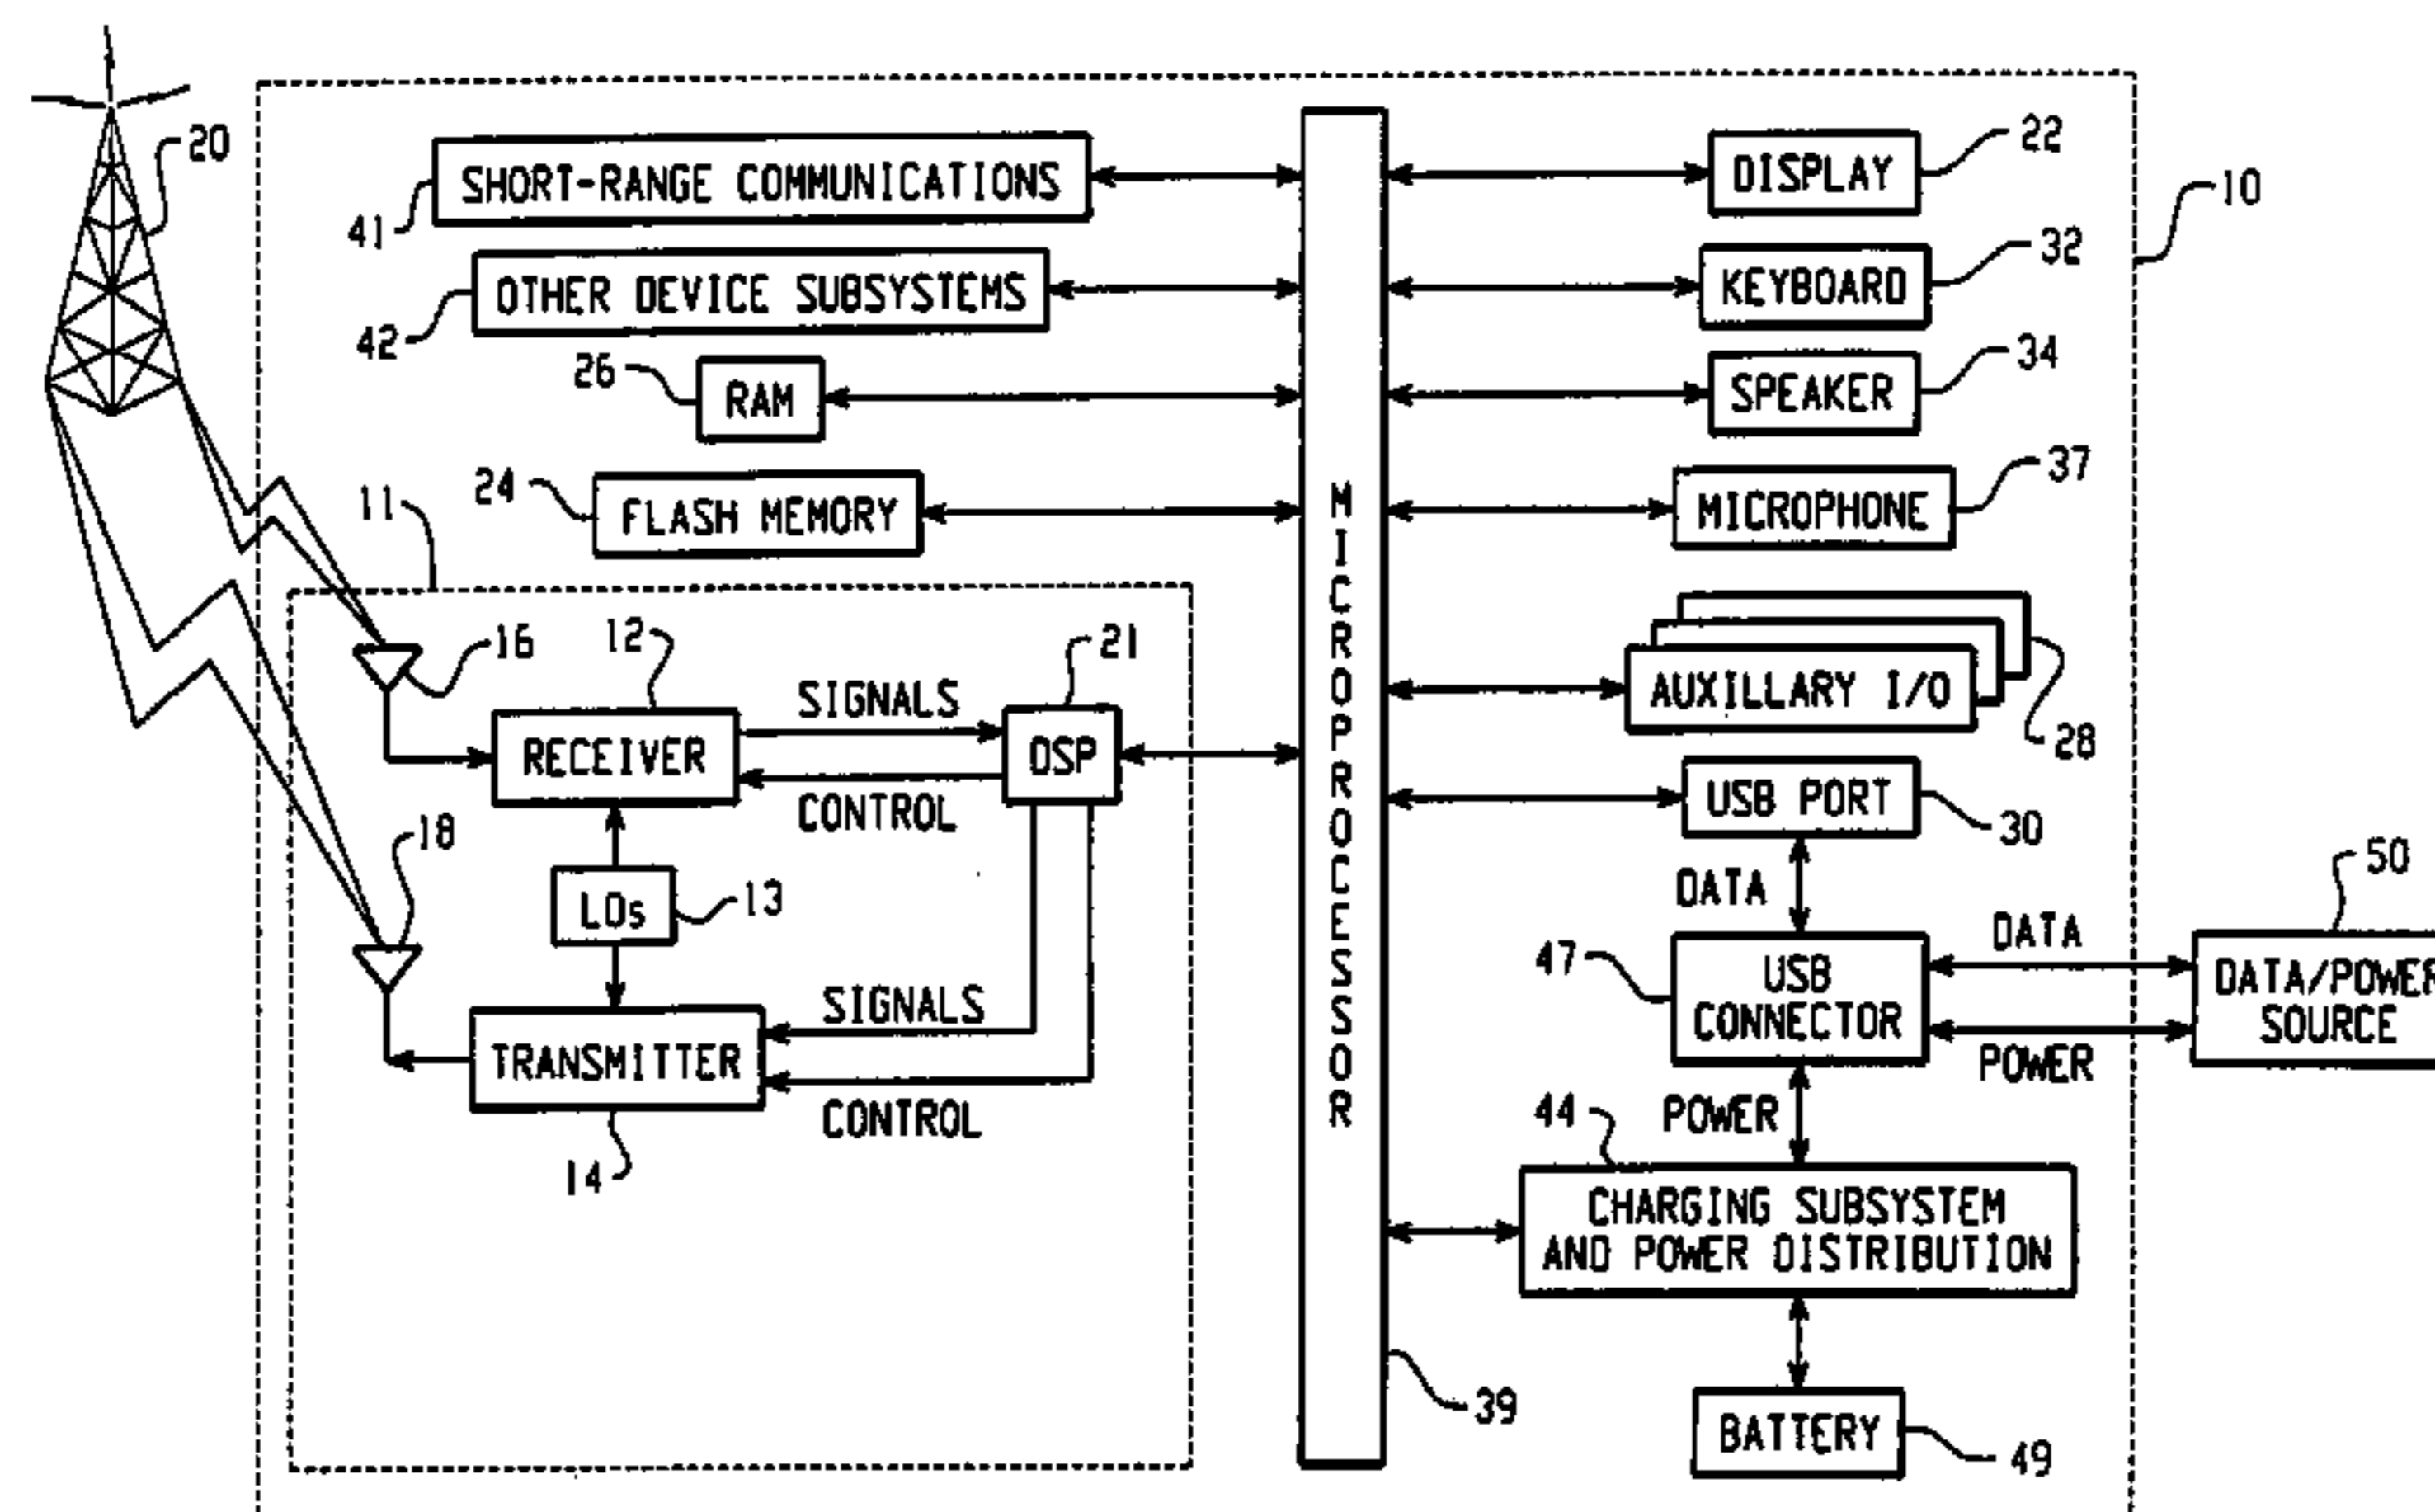 20
SHORT-RANGE COMMUNICATIONS
41
DISPLAY
22
10
OTHER DEVICE SUBSYSTEMS
42
KEYBOARD
32
26
RAM
SPEAKER
34
24
FLASH MEMORY
MICROPHONE
37
11
MICROPROCESSOR
16
12
SIGNALS
21
RECEIVER
DSP
CONTROL
AUXILLARY I/O
28
USB PORT
30
18
LOs
13
DATA
50
47
USB
CONNECTOR
DATA
POWER
DATA/POWER
SOURCE
SIGNALS
TRANSMITTER
CONTROL
14
44
POWER
CHARGING SUBSYSTEM
AND POWER DISTRIBUTION
39
BATTERY
49